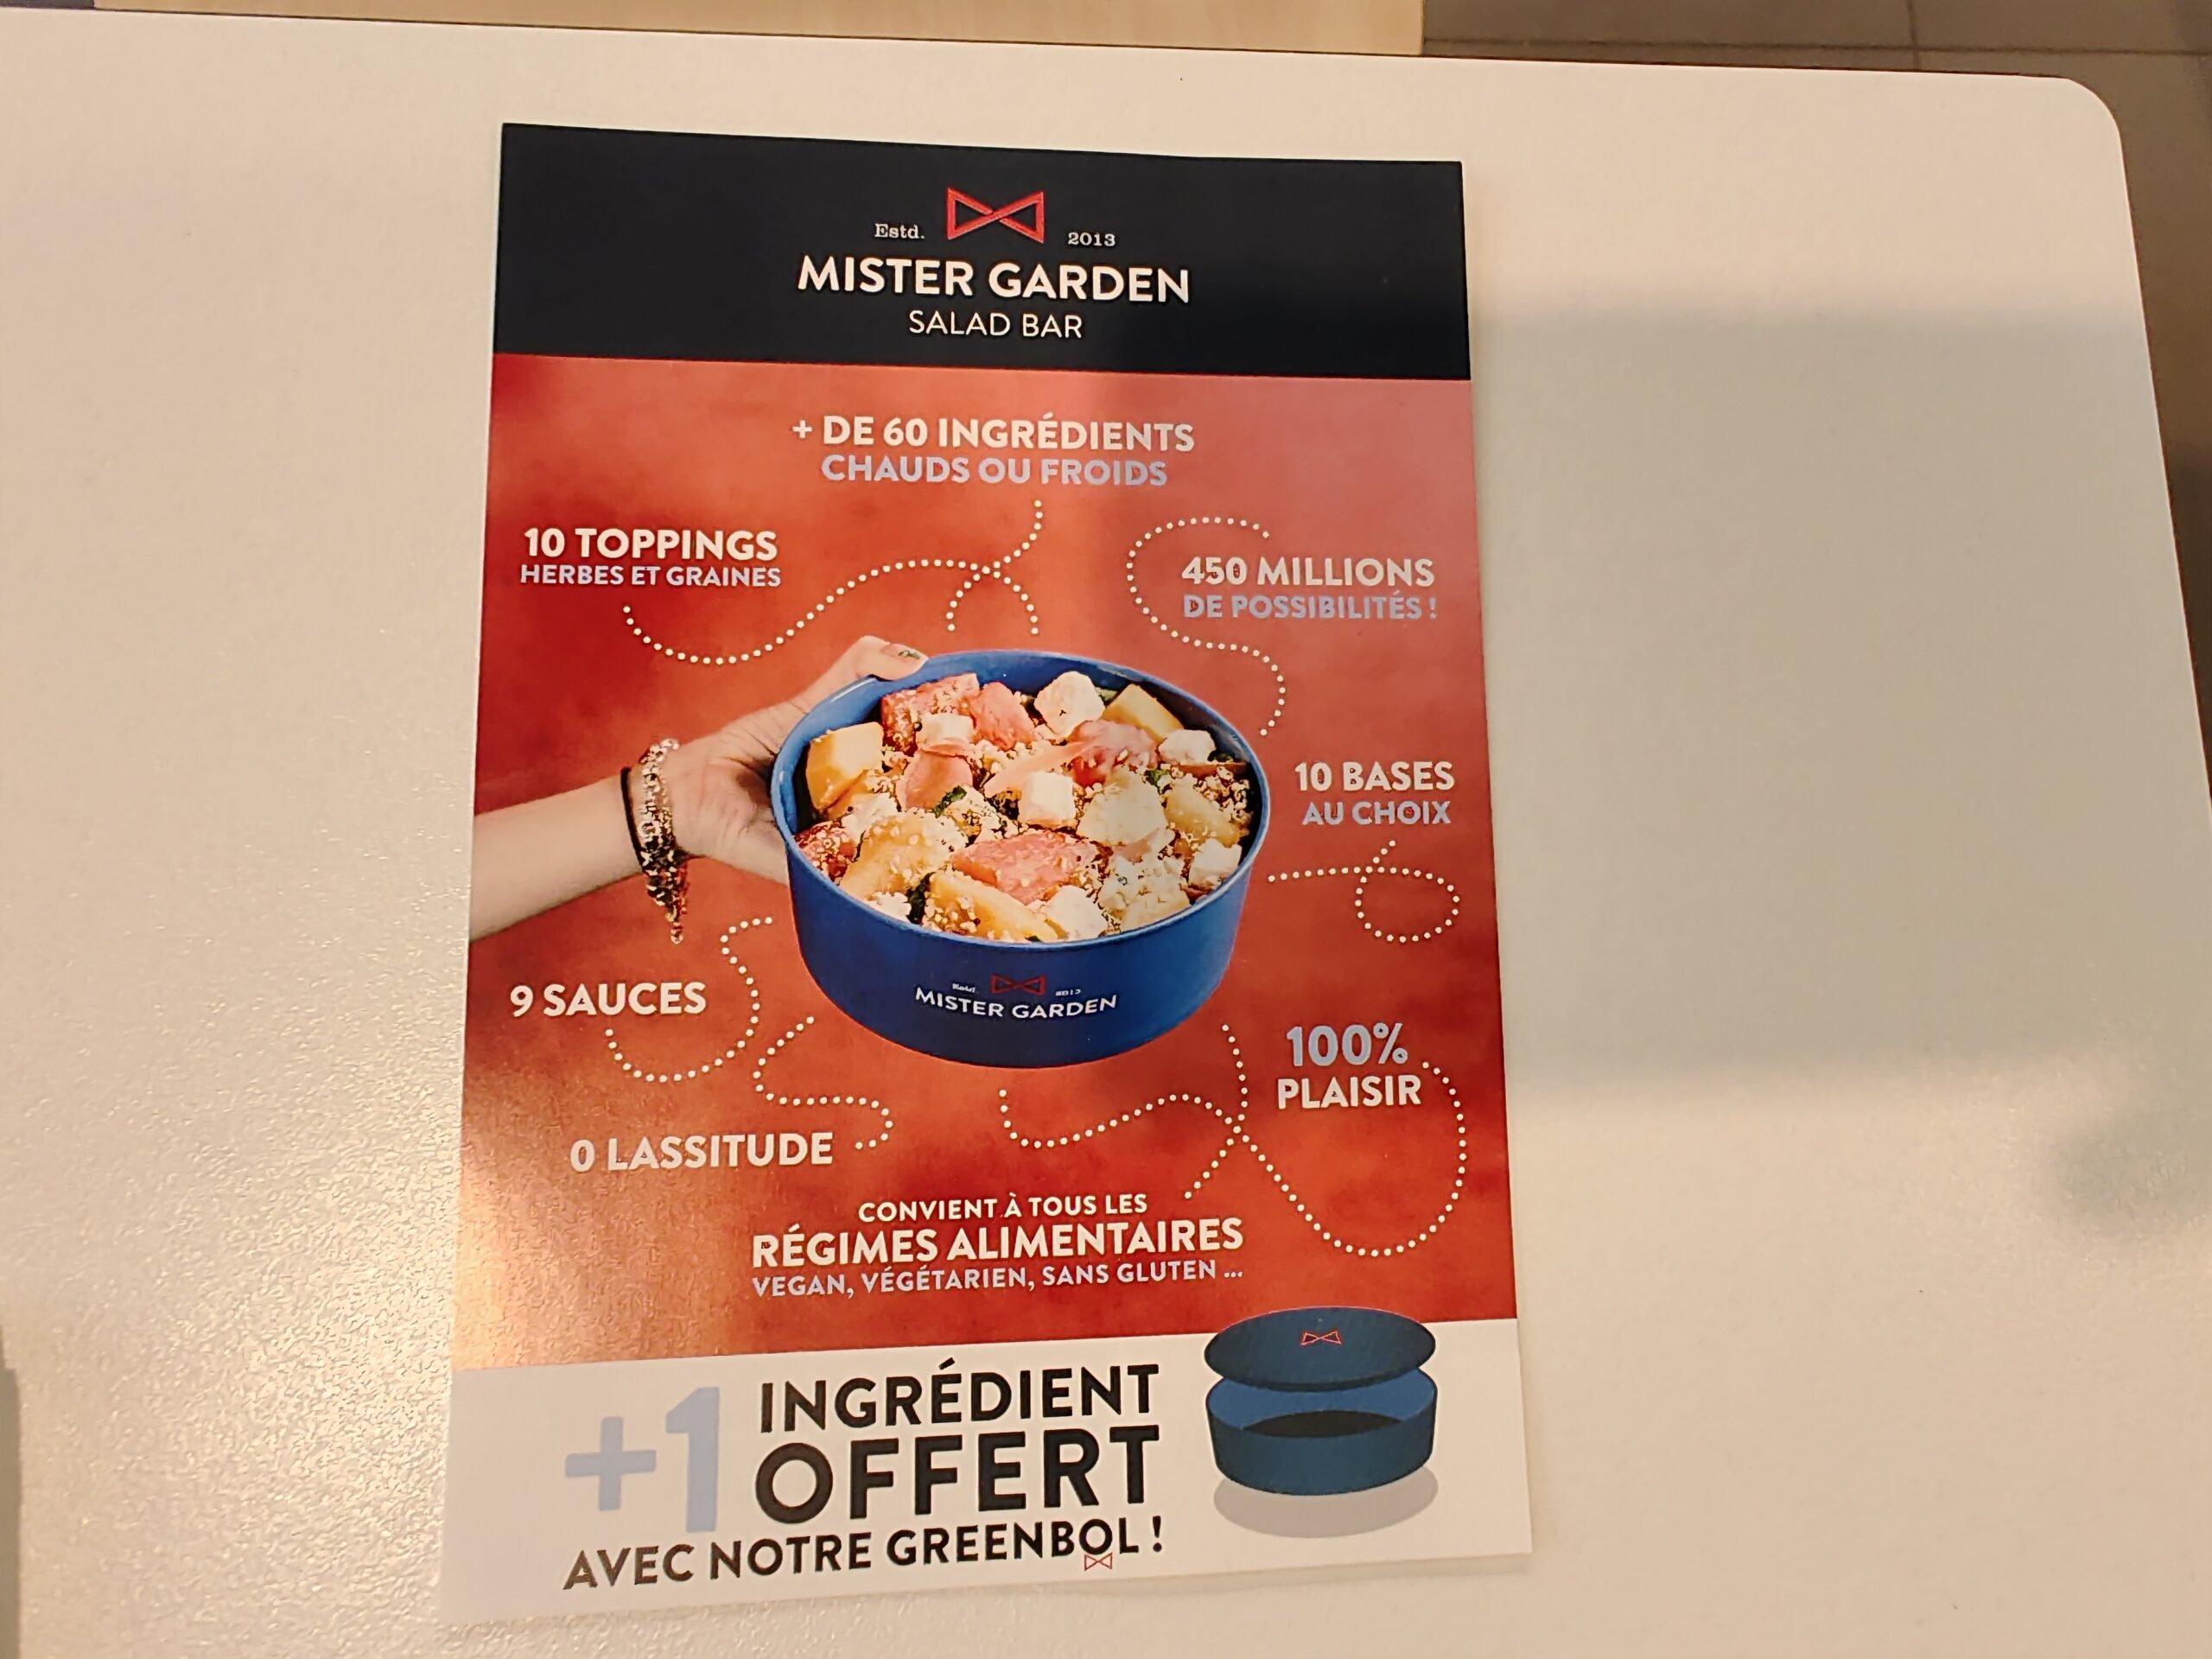 Estd. 2013
MISTER GARDEN
SALAD BAR
+ DE 60 INGRÉDIENTS
CHAUDS OU FROIDS
10 TOPPINGS
HERBES ET GRAINES
450 MILLIONS
DE POSSIBILITÉS !
10 BASES
AU CHOIX
Estd. 2013
MISTER GARDEN
9 SAUCES
100%
PLAISIR
0 LASSITUDE
CONVIENT À TOUS LES
RÉGIMES ALIMENTAIRES
VEGAN, VÉGÉTARIEN, SANS GLUTEN ...
+1 INGRÉDIENT
OFFERT
AVEC NOTRE GREENBOL !